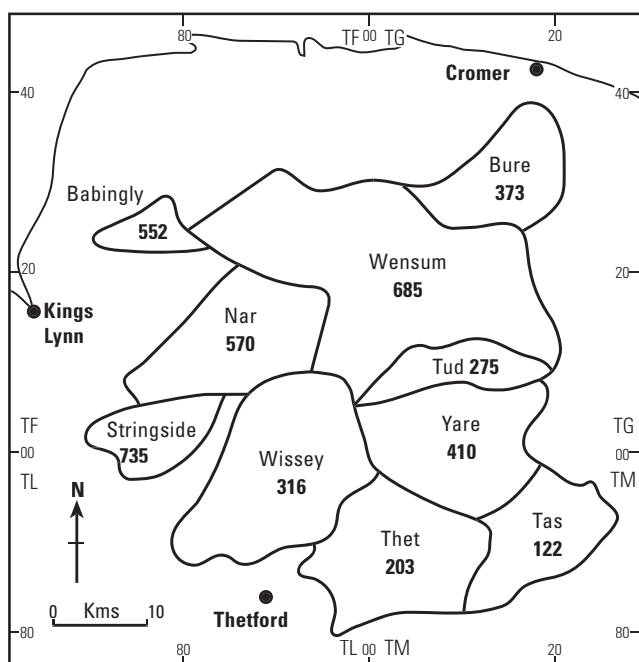 80 TF 00 TG 20
Cromer
40 40
Bure
373
Babingly
552
Wensum
685
20 20
Kings
Lynn
Nar
570
Tud 275
TF Stringside Yare TG
00 735 410 00
TL Wissey TM
316
N
Tas
122
Thet
203
0 Kms 10
Thetford
80 80
80 TL 00 TM 20